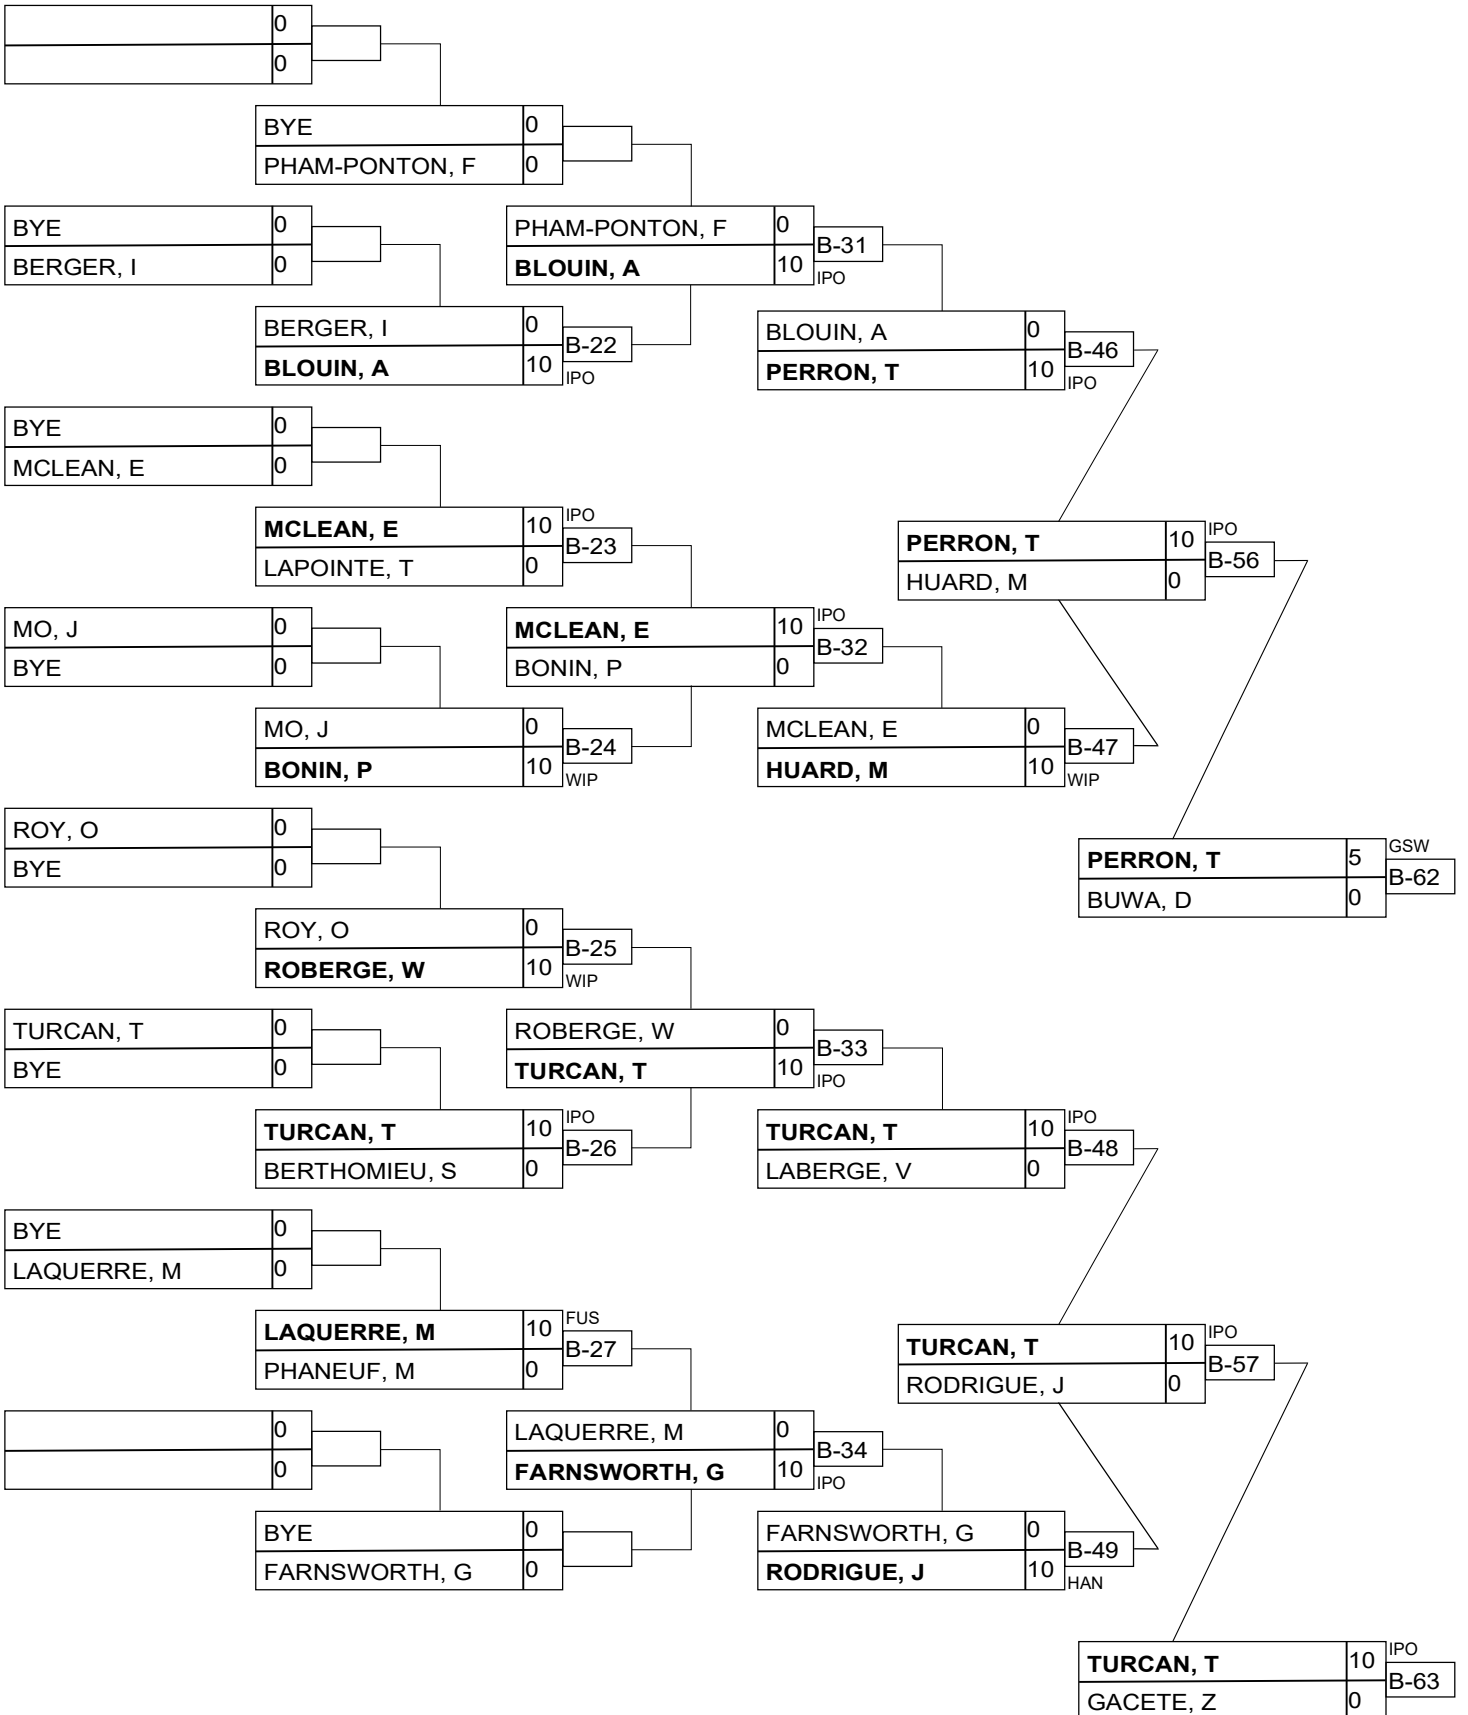 0
0
BYE 0
PHAM-PONTON, F 0
BYE 0
BERGER, I 0
PHAM-PONTON, F 0
B-31
BLOUIN, A 10 IPO
BERGER, I 0
B-22
BLOUIN, A 10 IPO
BLOUIN, A 0
B-46
PERRON, T 10 IPO
BYE 0
MCLEAN, E 0
MCLEAN, E 10 IPO
B-23
LAPOINTE, T 0
PERRON, T 10 IPO
B-56
HUARD, M 0
MO, J 0
BYE 0
MCLEAN, E 10 IPO
B-32
BONIN, P 0
MO, J 0
B-24
BONIN, P 10 WIP
MCLEAN, E 0
B-47
HUARD, M 10 WIP
ROY, O 0
BYE 0
PERRON, T 5 GSW
B-62
BUWA, D 0
ROY, O 0
B-25
ROBERGE, W 10 WIP
TURCAN, T 0
BYE 0
ROBERGE, W 0
B-33
TURCAN, T 10 IPO
TURCAN, T 10 IPO
B-26
BERTHOMIEU, S 0
TURCAN, T 10 IPO
B-48
LABERGE, V 0
BYE 0
LAQUERRE, M 0
LAQUERRE, M 10 FUS
B-27
PHANEUF, M 0
TURCAN, T 10 IPO
B-57
RODRIGUE, J 0
0
0
LAQUERRE, M 0
B-34
FARNSWORTH, G 10 IPO
BYE 0
FARNSWORTH, G 0
FARNSWORTH, G 0
B-49
RODRIGUE, J 10 HAN
TURCAN, T 10 IPO
B-63
GACETE, Z 0